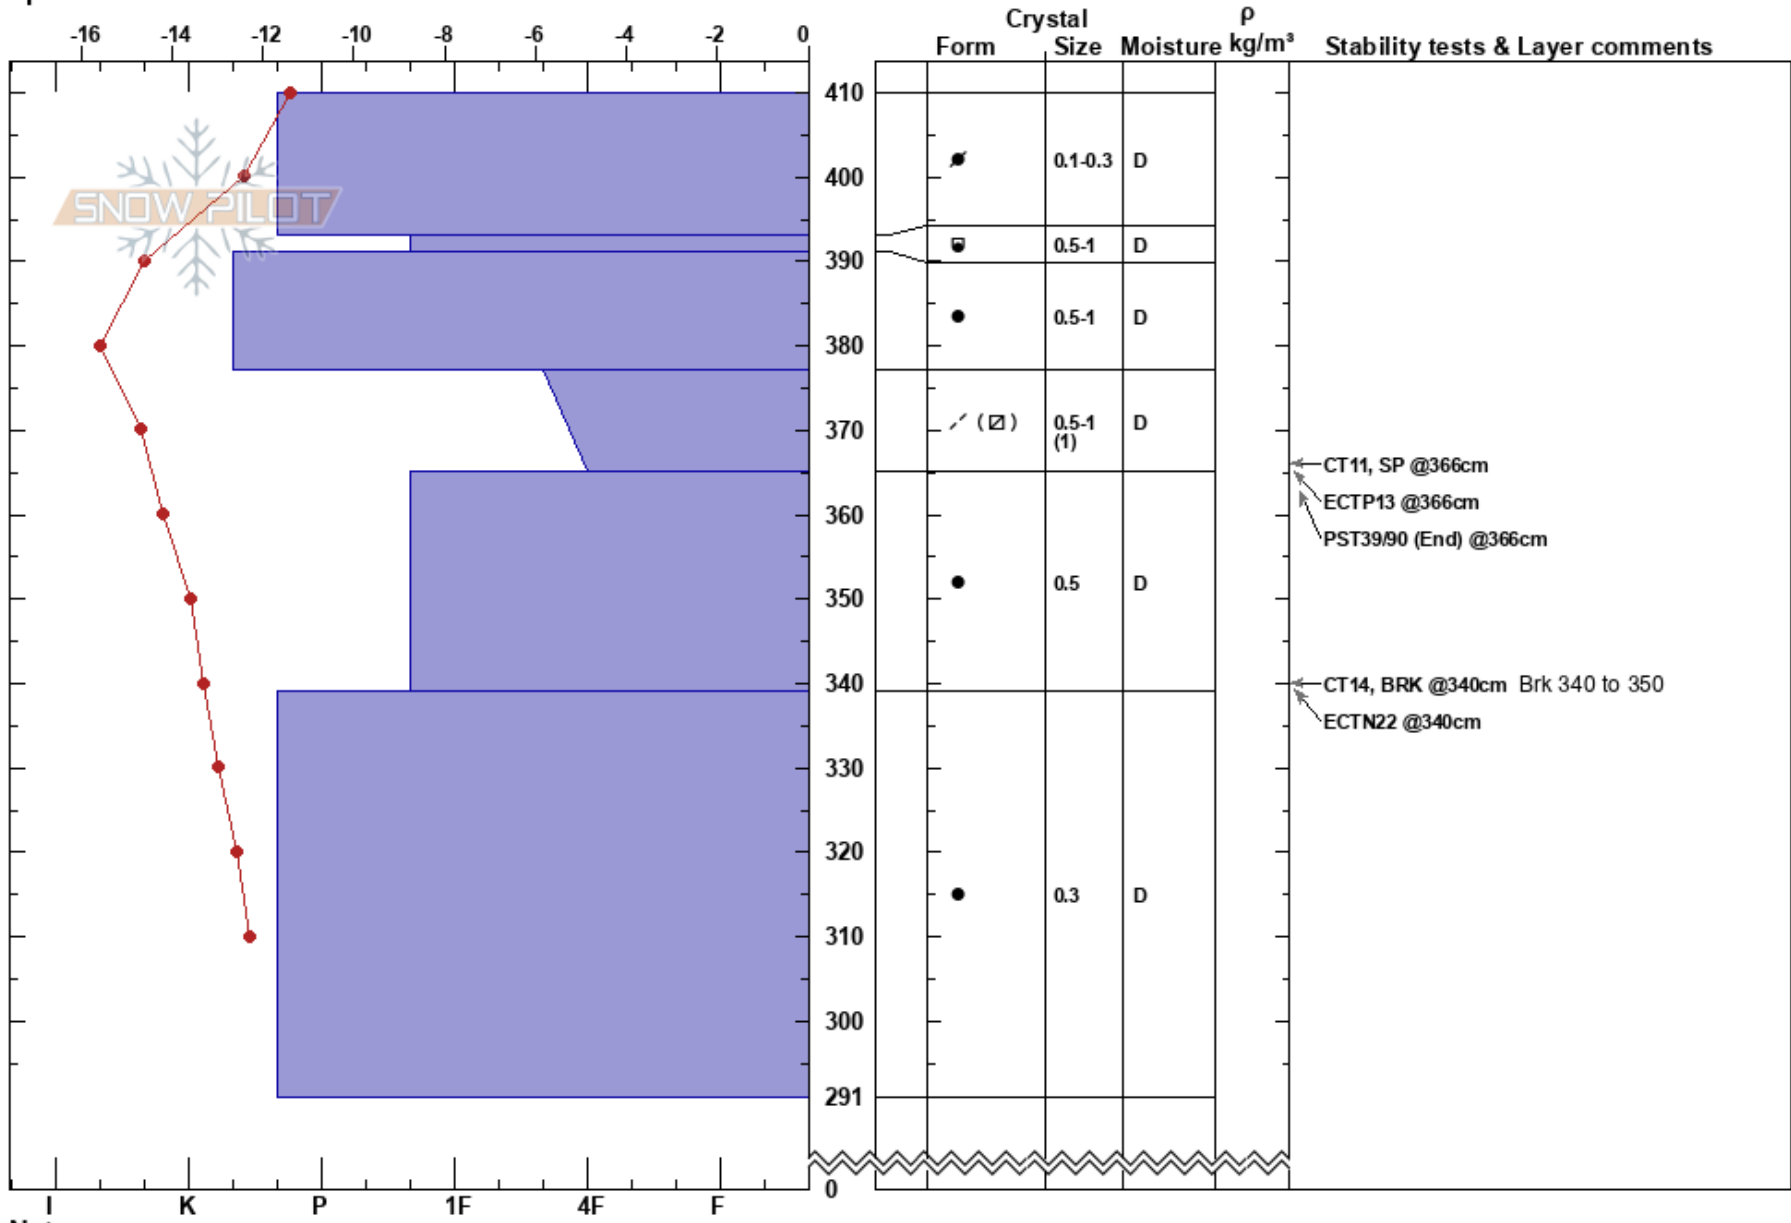 -16 -14 -12 -10 -8 -6 -4 -2 0
Crystal ρ
Form Size Moisture kg/m³ Stability tests & Layer comments
410
0.1-0.3 D
400
SNOW PILOT
0.5-1 D
390
0.5-1 D
380
0.5-1 D
(1)
370
CT11, SP @366cm
ECTP13 @366cm
360
PST39/90 (End) @366cm
0.5 D
350
340
CT14, BRK @340cm Brk 340 to 350
ECTN22 @340cm
330
320
0.3 D
310
300
291
0
I K P 1F 4F F